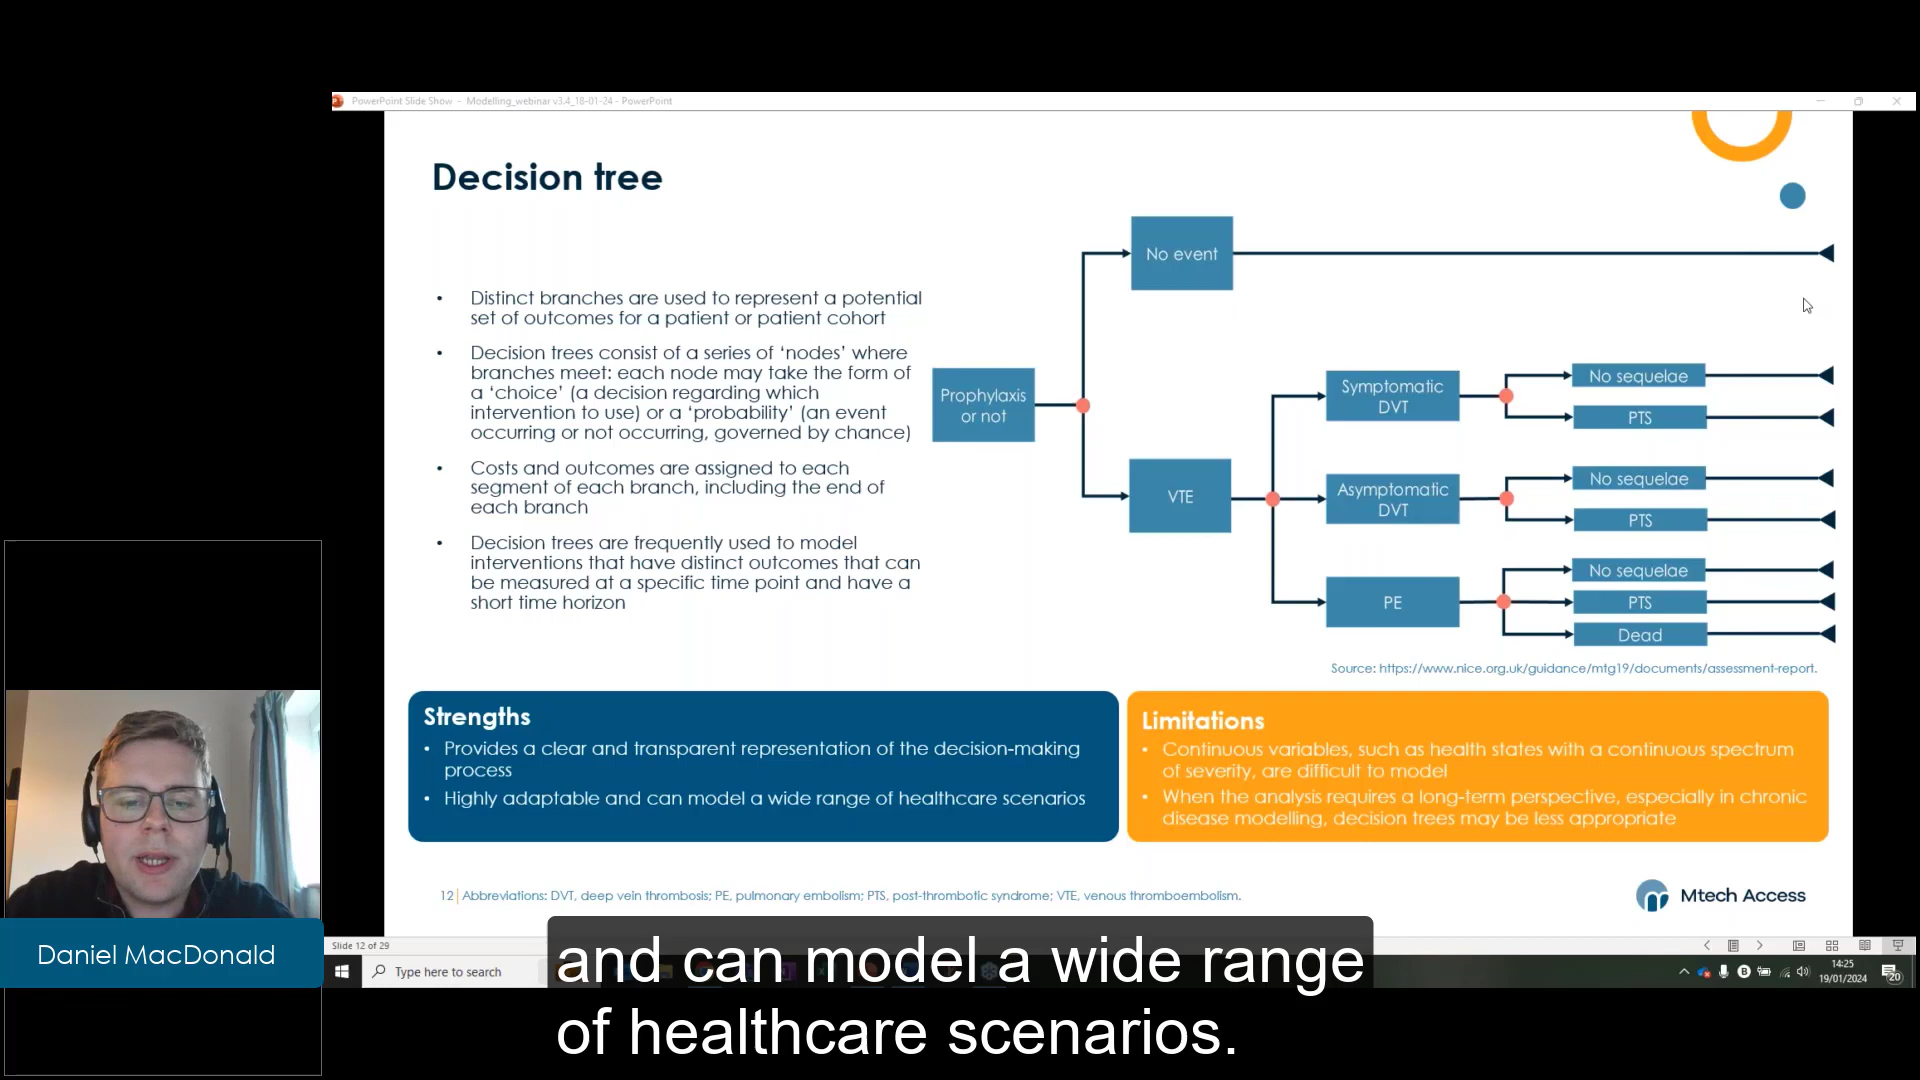 PowerPoint Slide Show - Modelling_webinar v3.4_18-01-24 - PowerPoint
Decision tree
• Distinct branches are used to represent a potential
set of outcomes for a patient or patient cohort
• Decision trees consist of a series of ‘nodes’ where
branches meet: each node may take the form of
a ‘choice’ (a decision regarding which
intervention to use) or a ‘probability’ (an event
occurring or not occurring, governed by chance)
• Costs and outcomes are assigned to each
segment of each branch, including the end of
each branch
• Decision trees are frequently used to model
interventions that have distinct outcomes that can
be measured at a specific time point and have a
short time horizon
Prophylaxis
or not
No event
VTE
Symptomatic
DVT
No sequelae
PTS
Asymptomatic
DVT
No sequelae
PTS
PE
No sequelae
PTS
Dead
Source: https://www.nice.org.uk/guidance/mtg19/documents/assessment-report.
Strengths
• Provides a clear and transparent representation of the decision-making
process
• Highly adaptable and can model a wide range of healthcare scenarios
Limitations
• Continuous variables, such as health states with a continuous spectrum
of severity, are difficult to model
• When the analysis requires a long-term perspective, especially in chronic
disease modelling, decision trees may be less appropriate
12 | Abbreviations: DVT, deep vein thrombosis; PE, pulmonary embolism; PTS, post-thrombotic syndrome; VTE, venous thromboembolism.
Mtech Access
Daniel MacDonald
Slide 12 of 29
Type here to search
14:25
19/01/2024
20
and can model a wide range
of healthcare scenarios.